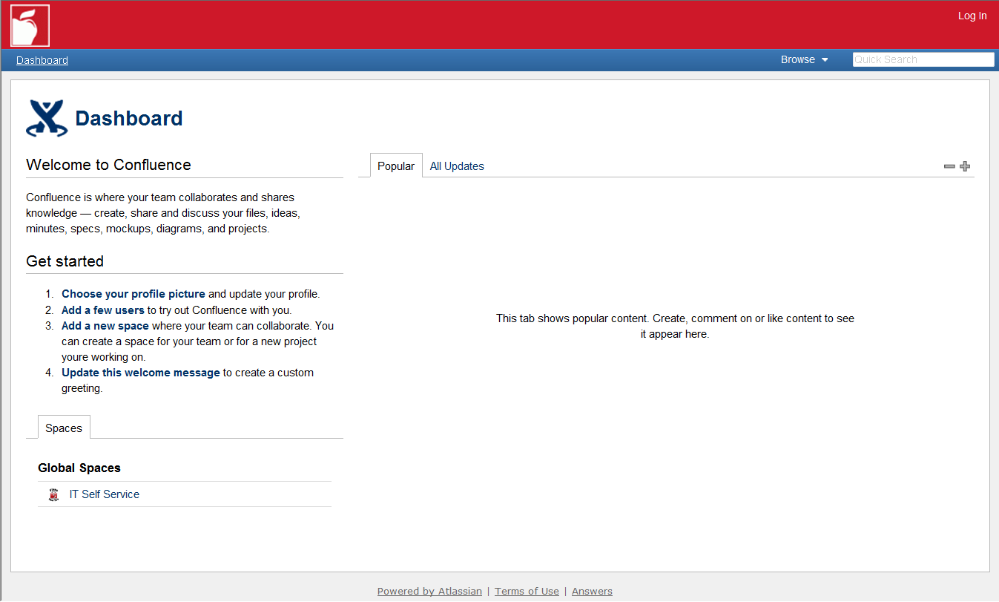 Log In
Dashboard
Browse
Quick Search
Dashboard
Welcome to Confluence
Confluence is where your team collaborates and shares
knowledge — create, share and discuss your files, ideas,
minutes, specs, mockups, diagrams, and projects.
Get started
1. Choose your profile picture and update your profile.
2. Add a few users to try out Confluence with you.
3. Add a new space where your team can collaborate. You
can create a space for your team or for a new project
youre working on.
4. Update this welcome message to create a custom
greeting.
Spaces
Global Spaces
IT Self Service
Popular
All Updates
This tab shows popular content. Create, comment on or like content to see
it appear here.
Powered by Atlassian | Terms of Use | Answers